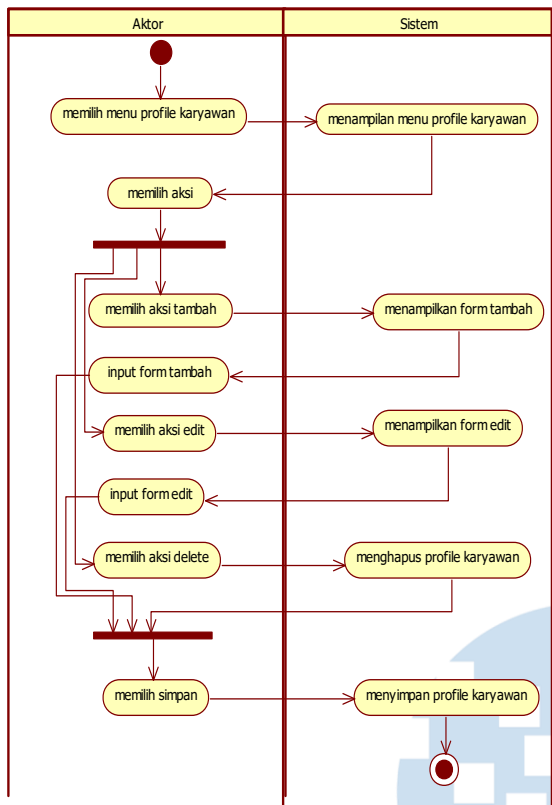 Aktor
Sistem
memilih menu profile karyawan
menampilan menu profile karyawan
memilih aksi
memilih aksi tambah
menampilkan form tambah
input form tambah
memilih aksi edit
menampilkan form edit
input form edit
memilih aksi delete
menghapus profile karyawan
memilih simpan
menyimpan profile karyawan